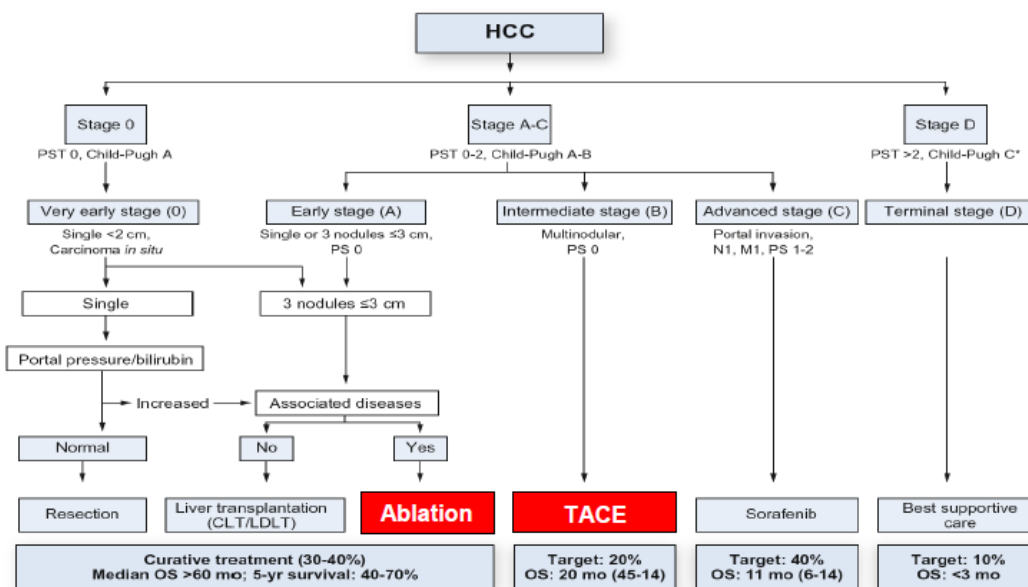 HCC
Stage 0
PST 0, Child-Pugh A
Stage A-C
PST 0-2, Child-Pugh A-B
Stage D
PST >2, Child-Pugh C*
Very early stage (0)
Single <2 cm,
Carcinoma in situ
Early stage (A)
Single or 3 nodules ≤3 cm,
PS 0
Intermediate stage (B)
Multinodular,
PS 0
Advanced stage (C)
Portal invasion,
N1, M1, PS 1-2
Terminal stage (D)
Single
3 nodules ≤3 cm
Portal pressure/bilirubin
Increased
Associated diseases
Normal
No
Yes
Resection
Liver transplantation
(CLT/LDLT)
Ablation
TACE
Sorafenib
Best supportive
care
Curative treatment (30-40%)
Median OS >60 mo; 5-yr survival: 40-70%
Target: 20%
OS: 20 mo (45-14)
Target: 40%
OS: 11 mo (6-14)
Target: 10%
OS: <3 mo